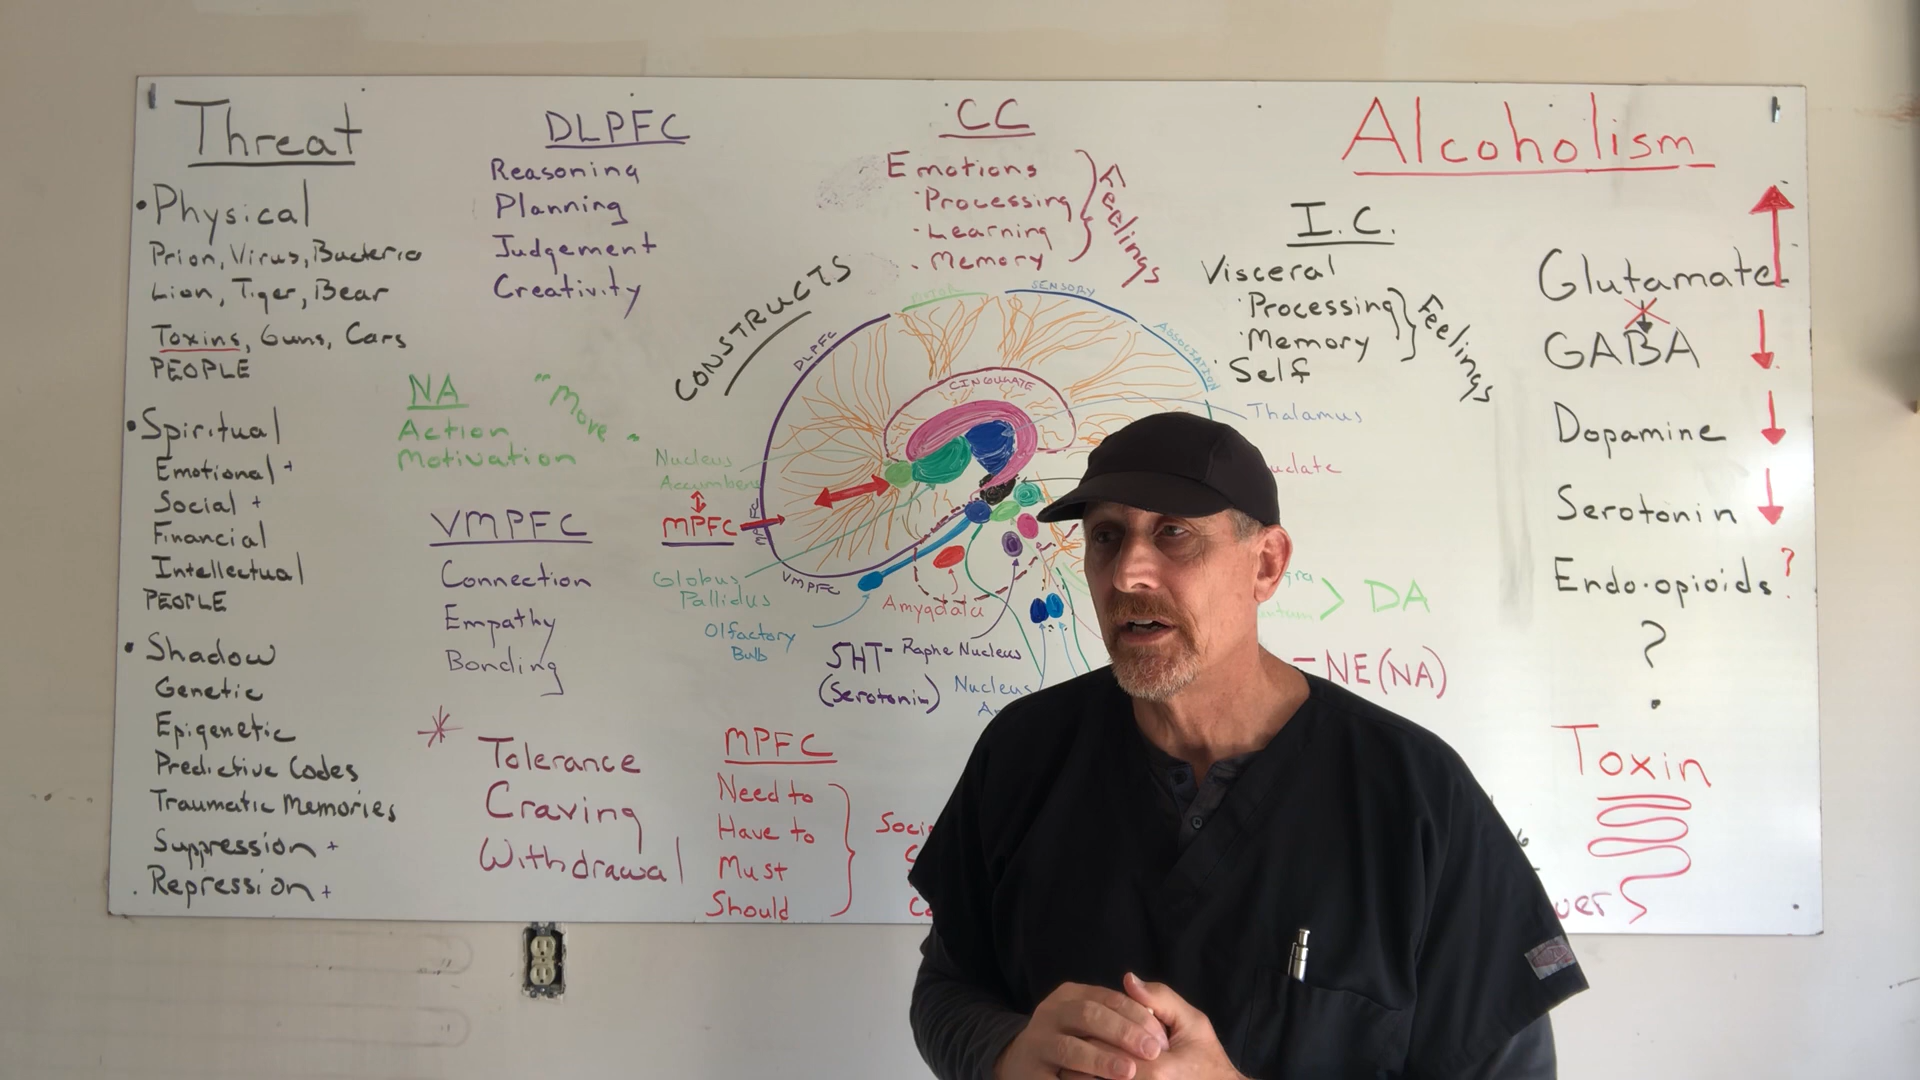 Threat
• Physical
Prion, Virus, Bacteria
Lion, Tiger, Bear
Toxins, Guns, Cars
PEOPLE
• Spiritual
Emotional +
Social +
Financial
Intellectual
PEOPLE
• Shadow
Genetic
Epigenetic
Predictive Codes
Traumatic Memories
Suppression +
. Repression +
DLPFC
Reasoning
Planning
Judgement
Creativity
NA
Action
Motivation
"Move"
VMPFC
Connection
Empathy
Bonding
* Tolerance
Craving
Withdrawal
CC
Emotions
· Processing
· Learning
· Memory
Feelings
CONSTRUCTS
DLPFC
MOTOR
SENSORY
ASSOCIATION
CINGULATE
Thalamus
Nucleus
Accumbens
MPFC
VMPFC
Globus
Pallidus
Olfactory
Bulb
Amygdala
5HT- Raphe Nucleus
(Serotonin)
Nucleus
DA
-NE(NA)
MPFC
Need to
Have to
Must
Should
I.C.
Visceral
· Processing
· Memory
· Self
Feelings
Alcoholism
Glutamate
GABA
Dopamine
Serotonin
Endo-opioids ?
?
Toxin